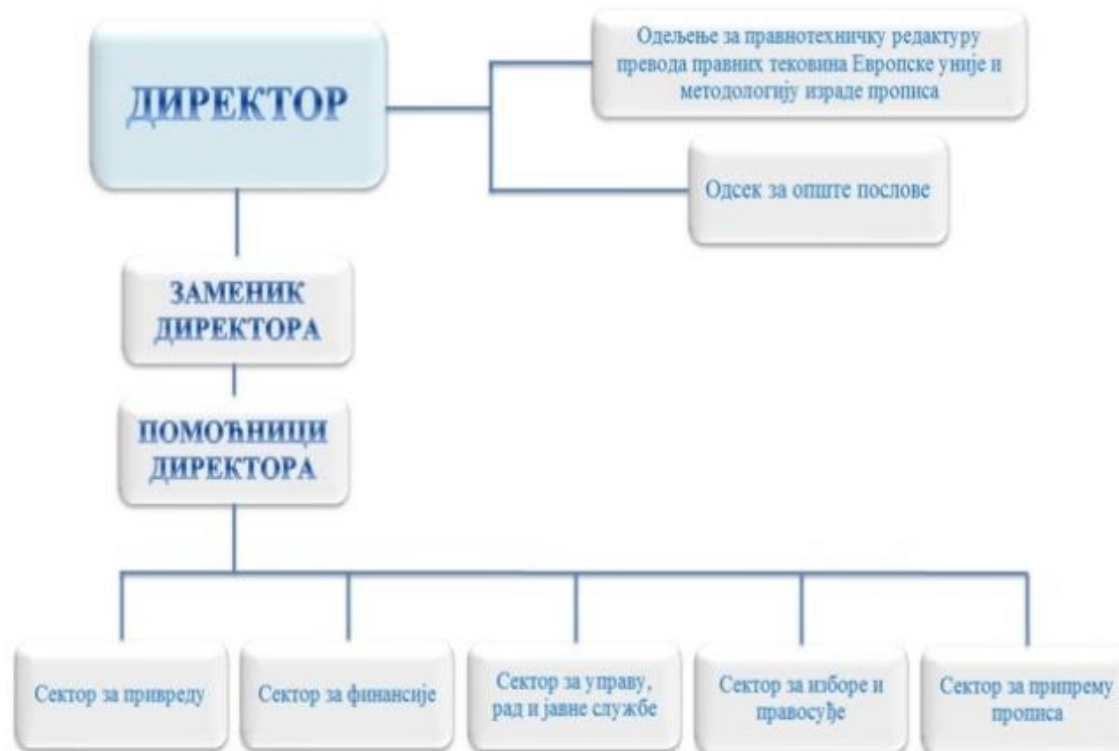 ДИРЕКТОР
Одељење за правнотехничку редактуру
превода правних тековина Европске уније и
методологију израде прописа
Одсек за опште послове
ЗАМЕНИК
ДИРЕКТОРА
ПОМОЋНИЦИ
ДИРЕКТОРА
Сектор за привреду
Сектор за финансије
Сектор за управу,
рад и јавне службе
Сектор за изборе и
правосуђе
Сектор за припрему
прописа